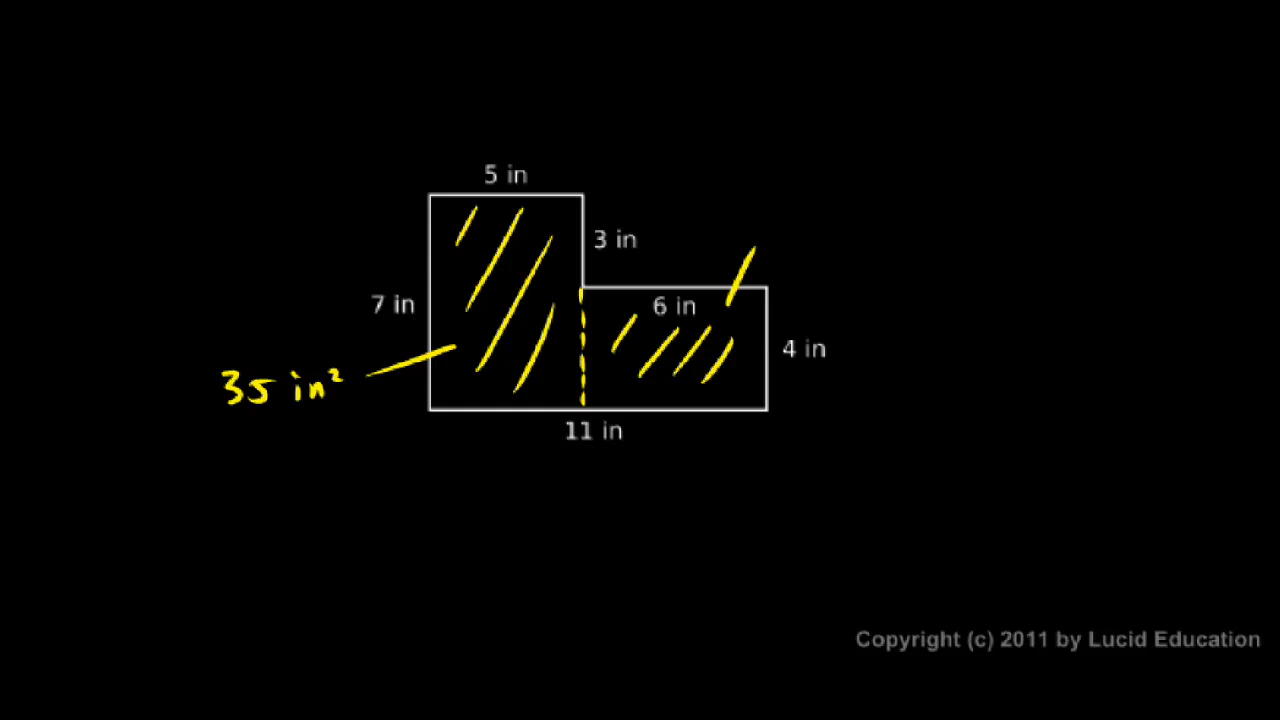 5 in
3 in
7 in
6 in
4 in
35 in²
11 in
Copyright (c) 2011 by Lucid Education